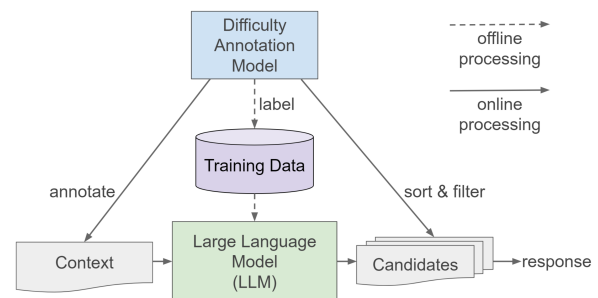 Difficulty
Annotation
Model
offline
processing
label
online
processing
Training Data
annotate
sort & filter
Large Language
Model
(LLM)
Context
Candidates
response